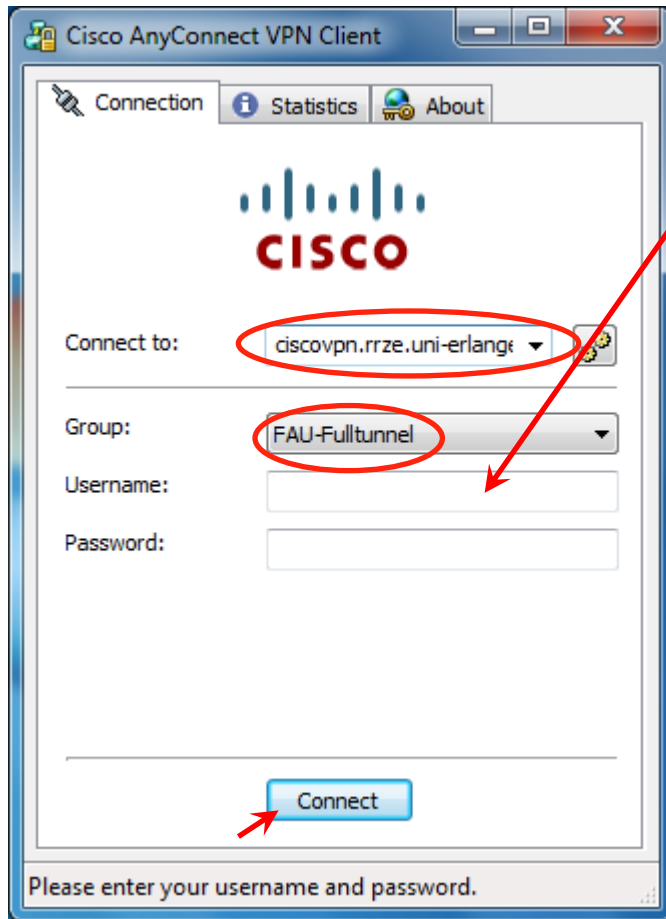 Cisco AnyConnect VPN Client
Connection Statistics About
CISCO
Connect to: ciscovpn.rrze.uni-erlange
Group: FAU-Fulltunnel
Username:
Password:
Connect
Please enter your username and password.